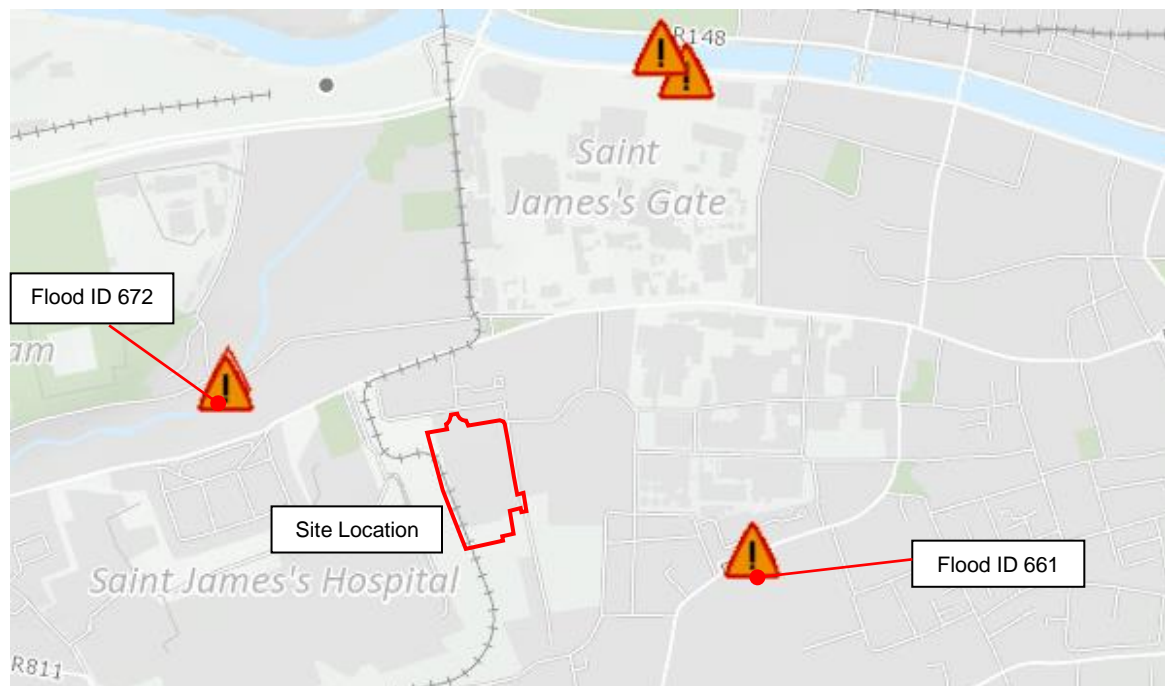 R148
Saint
James's Gate
Flood ID 672
am
Site Location
Flood ID 661
Saint James's Hospital
R811